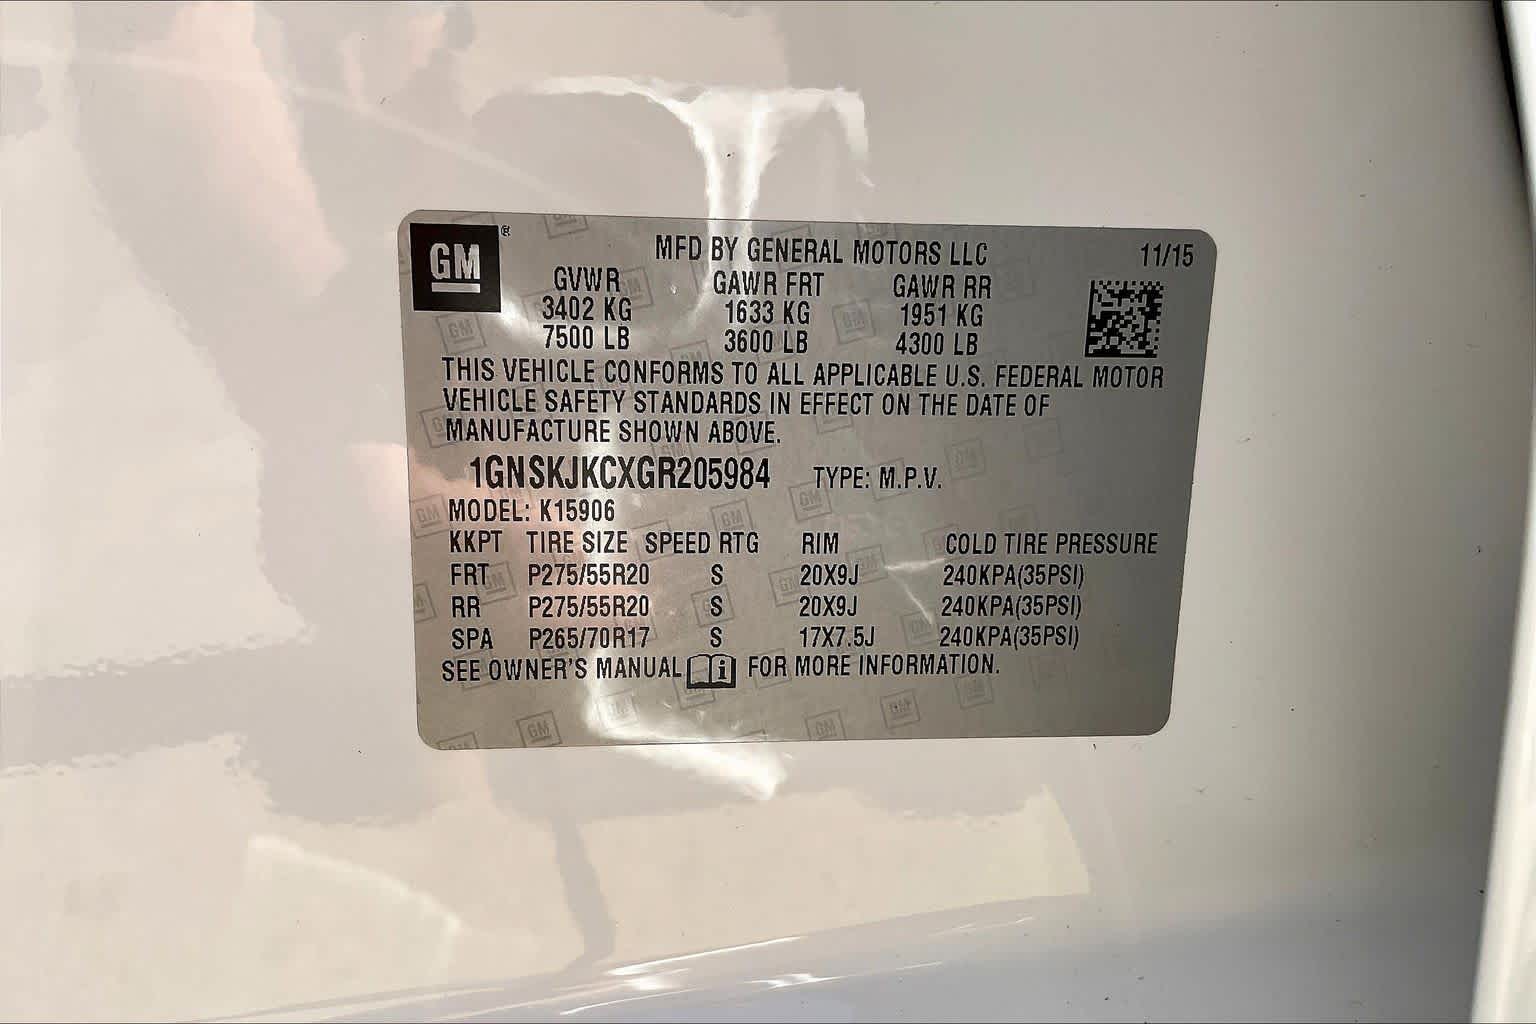 GM ® MFD BY GENERAL MOTORS LLC 11/15
GVWR GAWR FRT GAWR RR
3402 KG 1633 KG 1951 KG
7500 LB 3600 LB 4300 LB
THIS VEHICLE CONFORMS TO ALL APPLICABLE U.S. FEDERAL MOTOR
VEHICLE SAFETY STANDARDS IN EFFECT ON THE DATE OF
MANUFACTURE SHOWN ABOVE.
1GNSKJKCXGR205984 TYPE: M.P.V.
MODEL: K15906
KKPT TIRE SIZE SPEED RTG RIM COLD TIRE PRESSURE
FRT P275/55R20 S 20X9J 240KPA(35PSI)
RR P275/55R20 S 20X9J 240KPA(35PSI)
SPA P265/70R17 S 17X7.5J 240KPA(35PSI)
SEE OWNER'S MANUAL i FOR MORE INFORMATION.